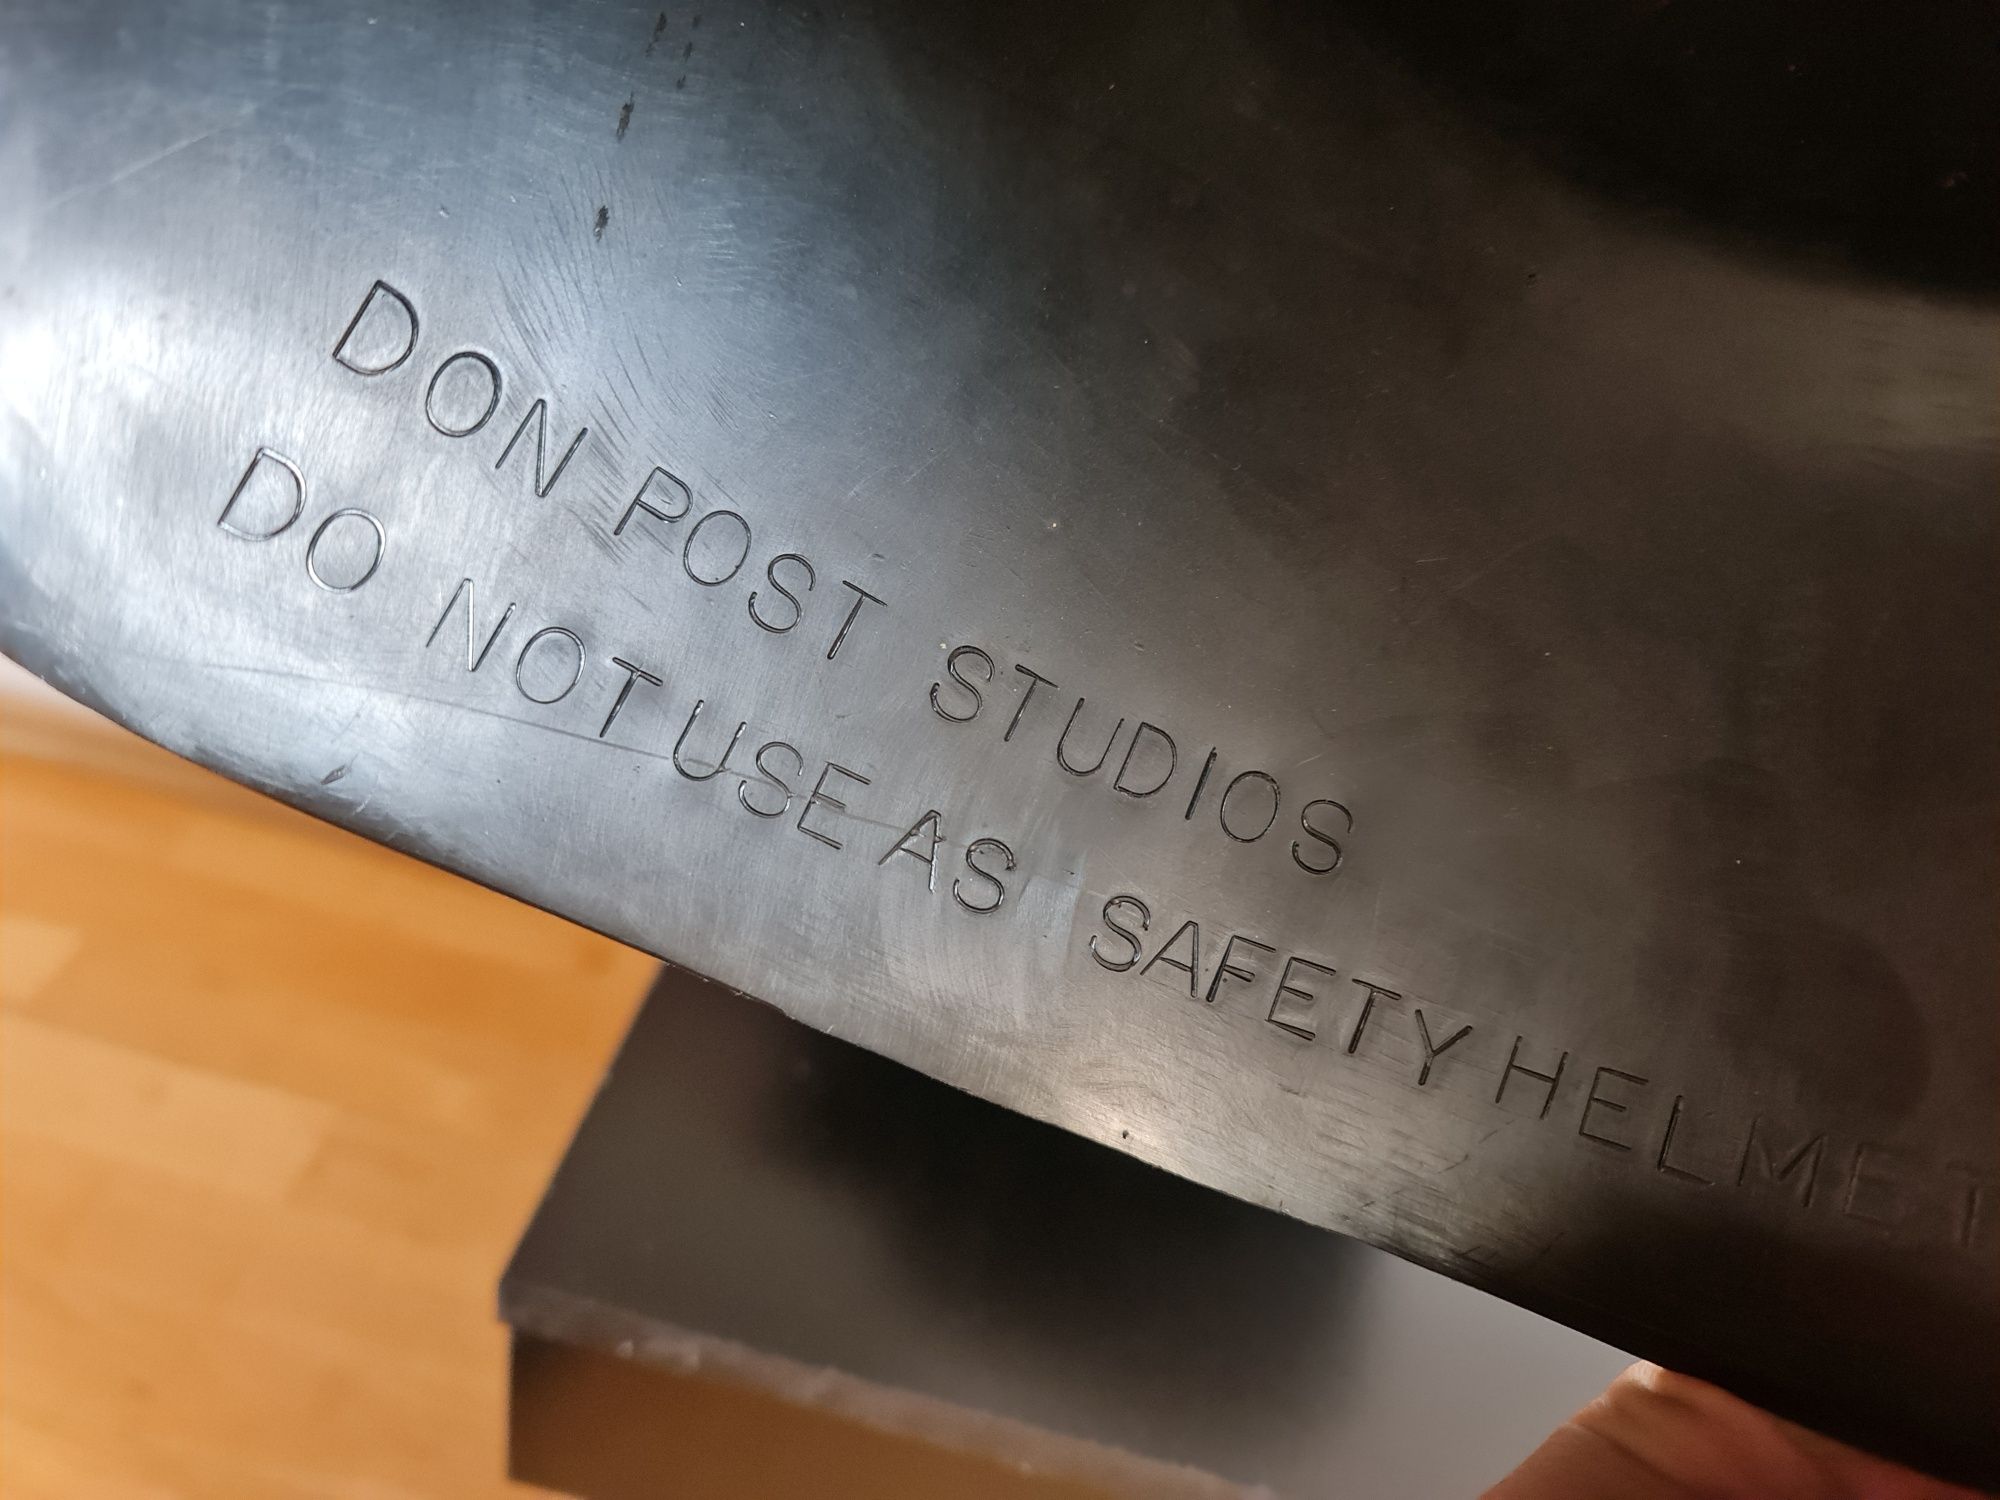 DON POST STUDIOS
DO NOT USE AS SAFETY HELMET